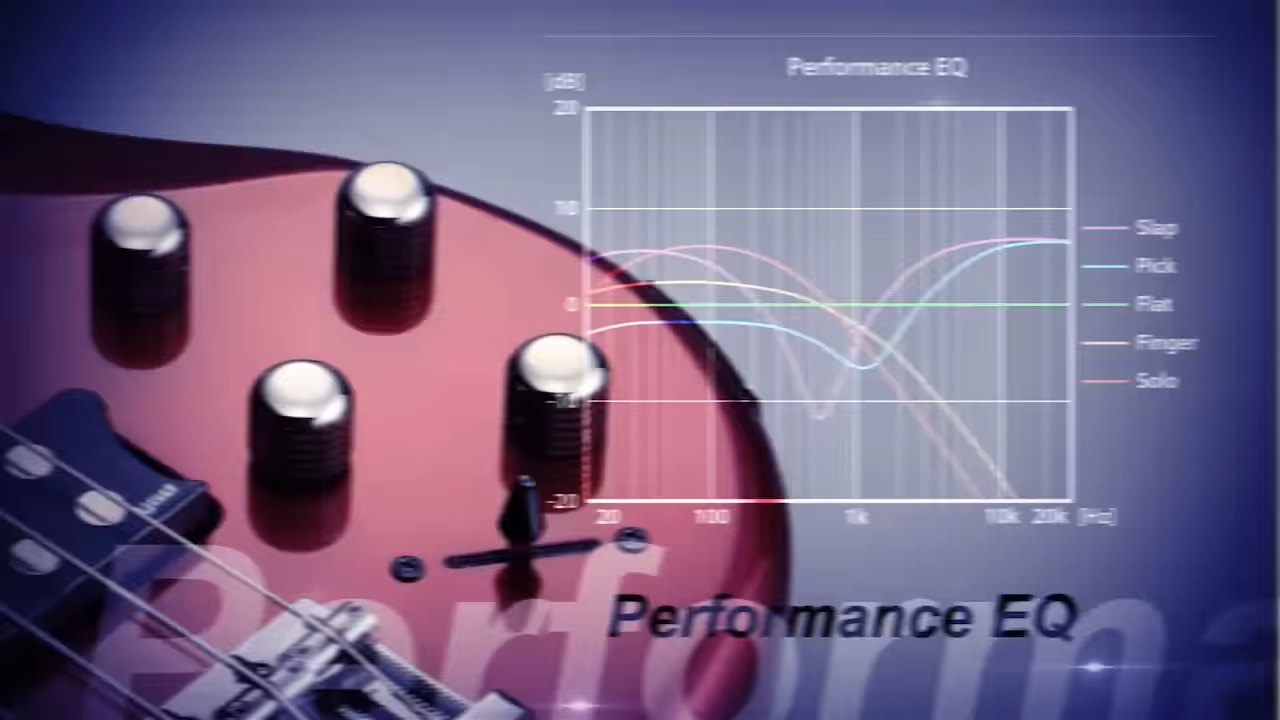 Performance EQ
[dB]
20
10
0
-10
-20
20 100 1k 10k 20k [Hz]
Slap
Pick
Flat
Finger
Solo
Performance EQ
Performa